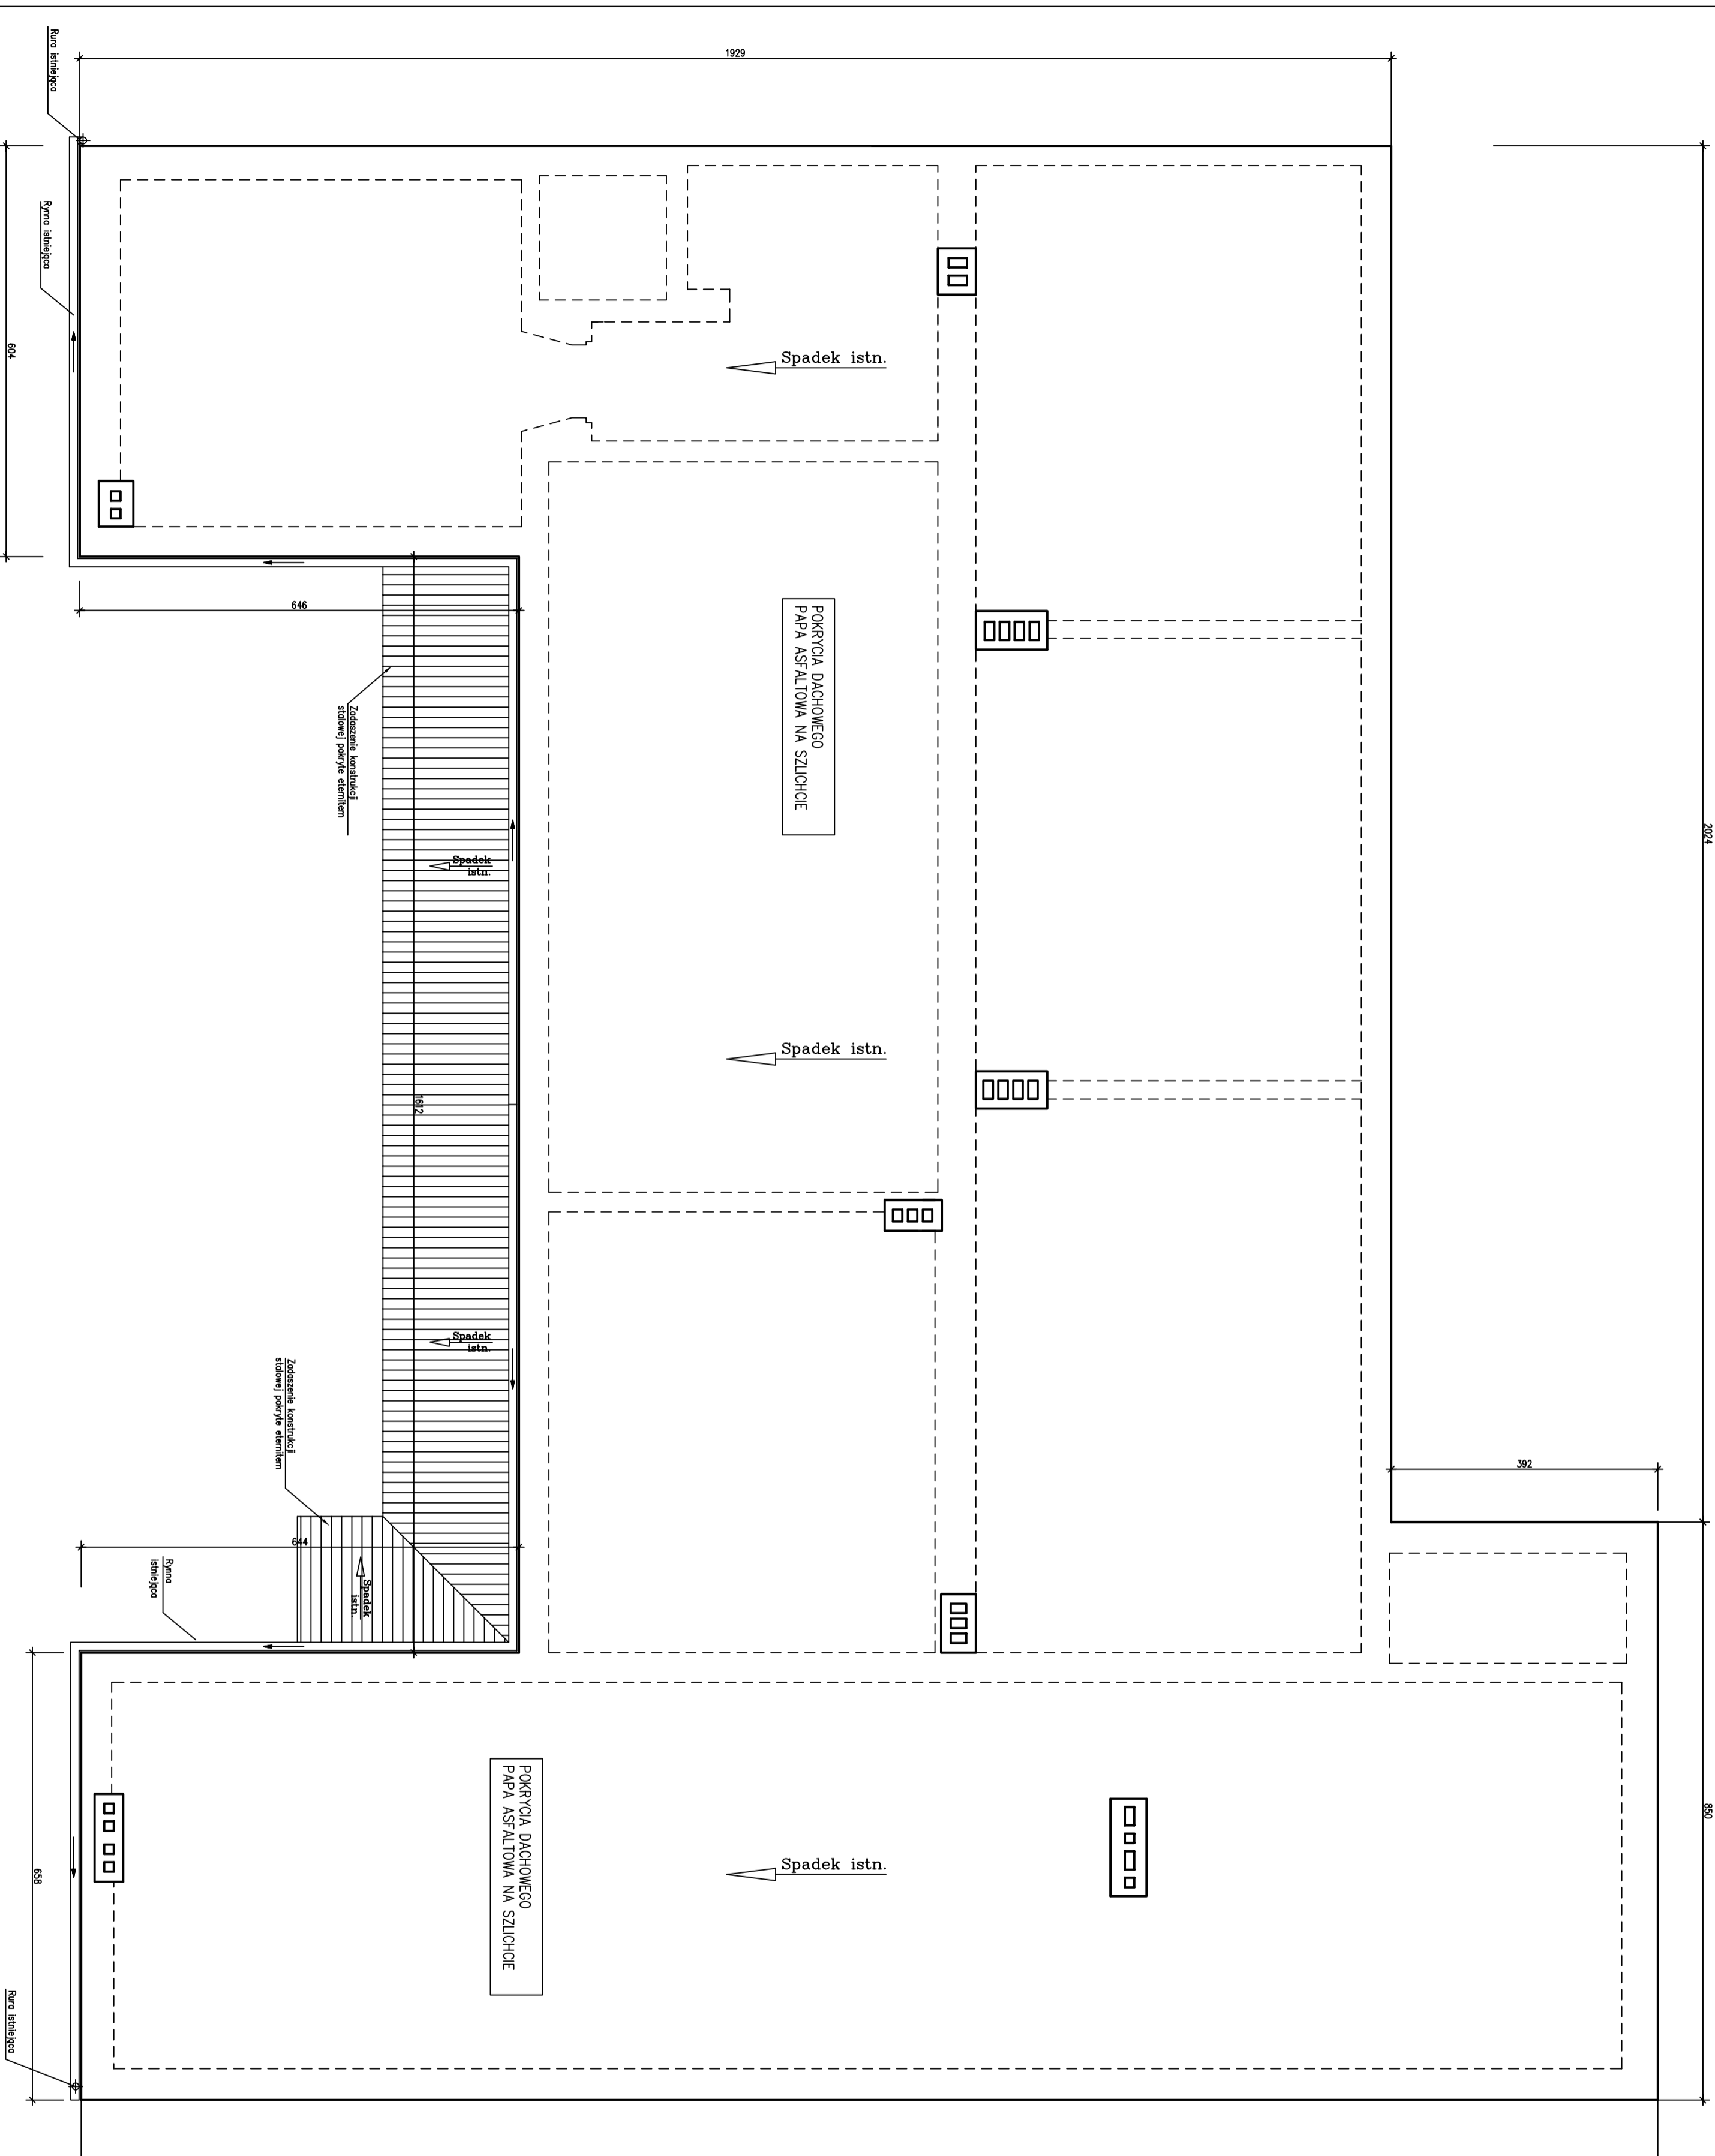 1929
Rura istniejąca
Rynna istniejąca
604
Spadek istn.
646
POKRYCIA DACHOWEGO
PAPA ASFALTOWA NA SZLICHCIE
Zadaszenie konstrukcji
stalowej pokryte eternitem
2024
Spadek
istn.
Spadek istn.
1612
Spadek
istn.
Zadaszenie konstrukcji
stalowej pokryte eternitem
392
644
Spadek
istn.
Rynna
istniejąca
POKRYCIA DACHOWEGO
PAPA ASFALTOWA NA SZLICHCIE
Spadek istn.
850
658
Rura istniejąca